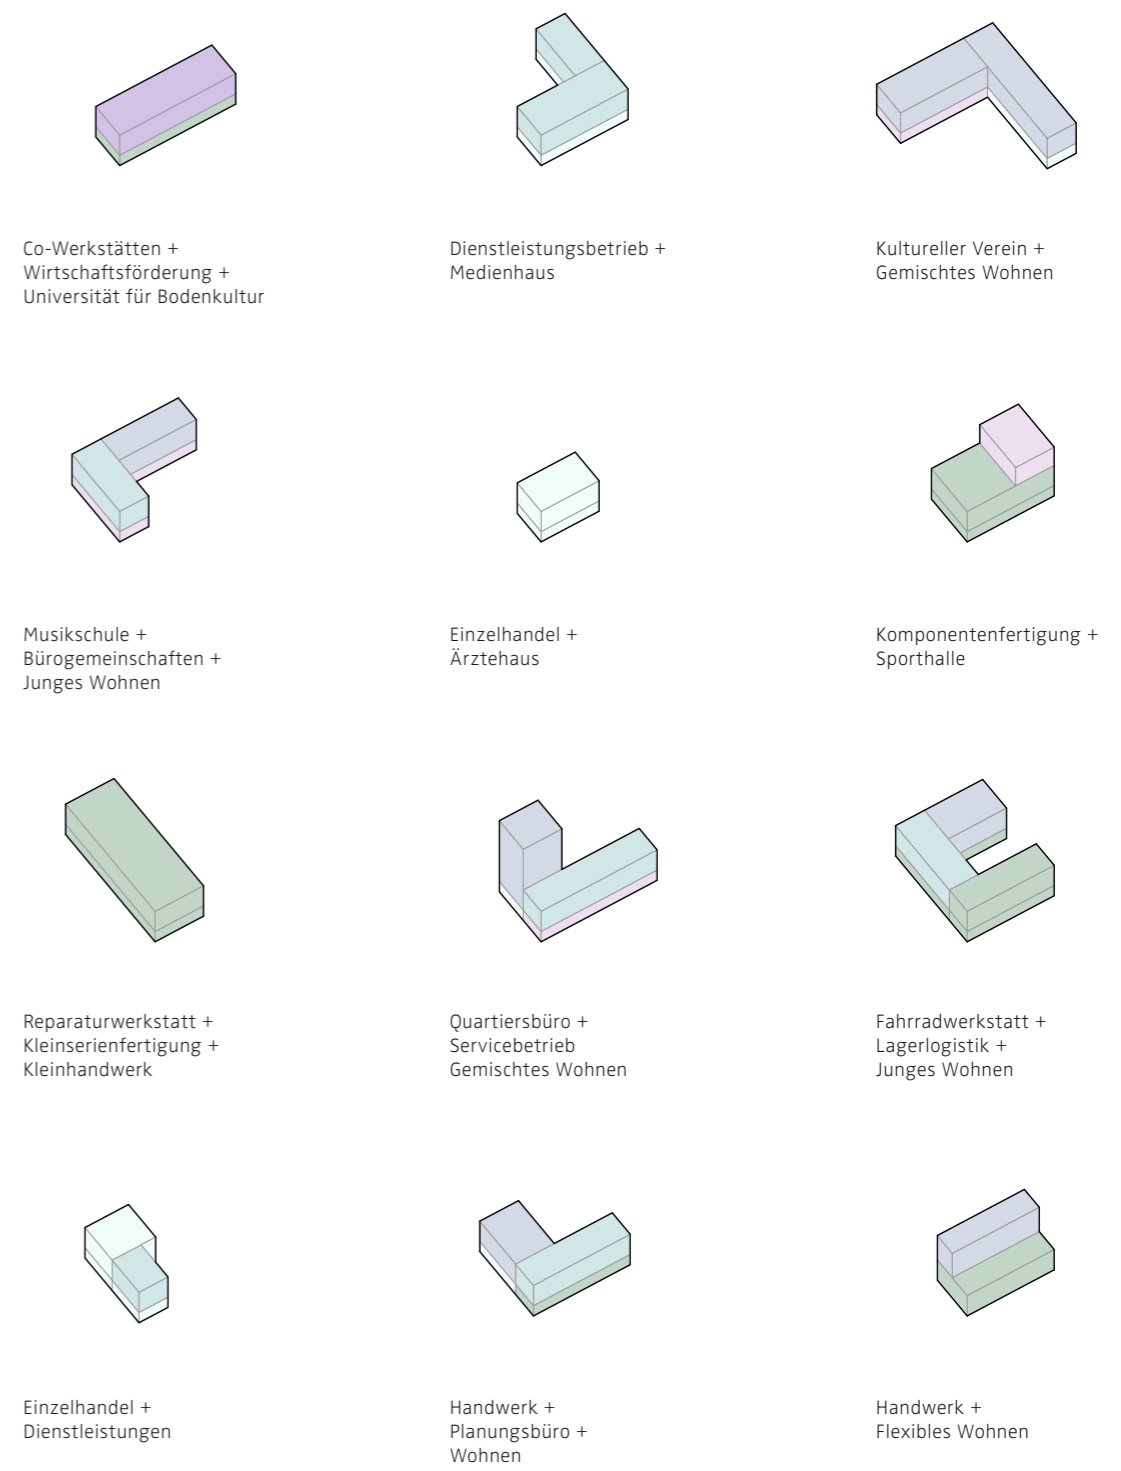 Co-Werkstätten +
Wirtschaftsförderung +
Universität für Bodenkultur
Dienstleistungsbetrieb +
Medienhaus
Kultureller Verein +
Gemischtes Wohnen
Musikschule +
Bürogemeinschaften +
Junges Wohnen
Einzelhandel +
Ärztehaus
Komponentenfertigung +
Sporthalle
Reparaturwerkstatt +
Kleinserienfertigung +
Kleinhandwerk
Quartiersbüro +
Servicebetrieb
Gemischtes Wohnen
Fahrradwerkstatt +
Lagerlogistik +
Junges Wohnen
Einzelhandel +
Dienstleistungen
Handwerk +
Planungsbüro +
Wohnen
Handwerk +
Flexibles Wohnen